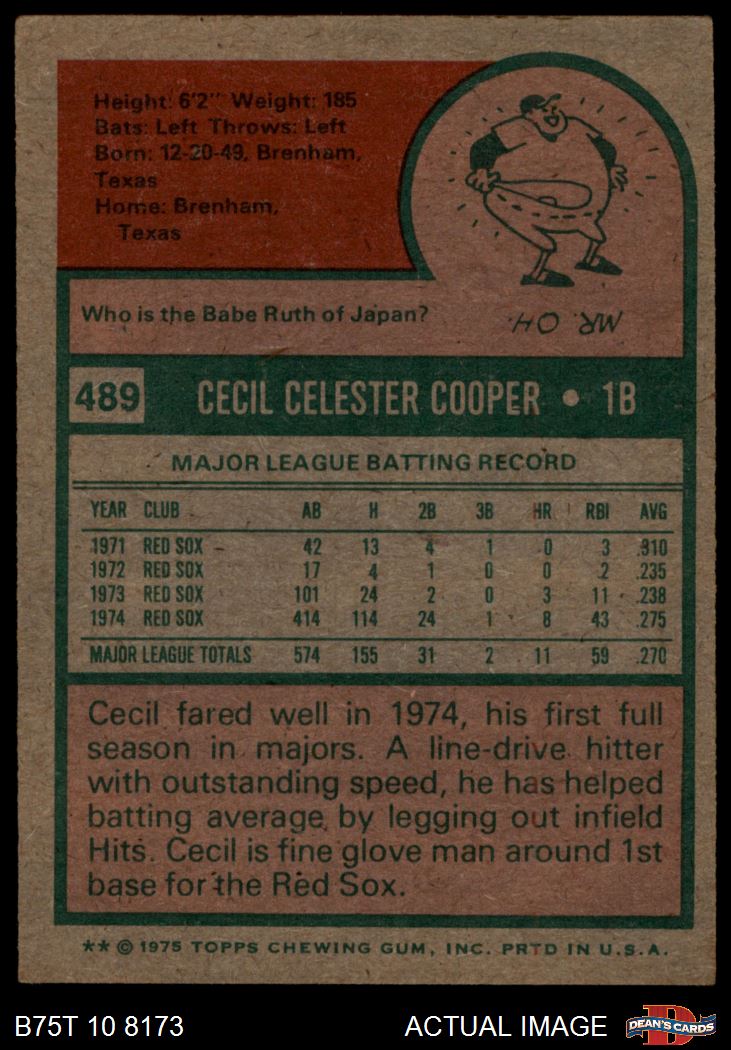 Height: 6'2" Weight: 185
Bats: Left Throws: Left
Born: 12-20-49, Brenham,
Texas
Home: Brenham,
Texas
Who is the Babe Ruth of Japan?
MR. OH.
489 CECIL CELESTER COOPER • 1B
MAJOR LEAGUE BATTING RECORD
YEAR CLUB AB H 2B 3B HR RBI AVG
1971 RED SOX 42 13 4 1 0 3 .310
1972 RED SOX 17 4 1 0 0 2 .235
1973 RED SOX 101 24 2 0 3 11 .238
1974 RED SOX 414 114 24 1 8 43 .275
MAJOR LEAGUE TOTALS 574 155 31 2 11 59 .270
Cecil fared well in 1974, his first full
season in majors. A line-drive hitter
with outstanding speed, he has helped
batting average by legging out infield
Hits. Cecil is fine glove man around 1st
base for the Red Sox.
** © 1975 TOPPS CHEWING GUM, INC. PRTD IN U.S.A.
B75T 10 8173 ACTUAL IMAGE DEAN'S CARDS